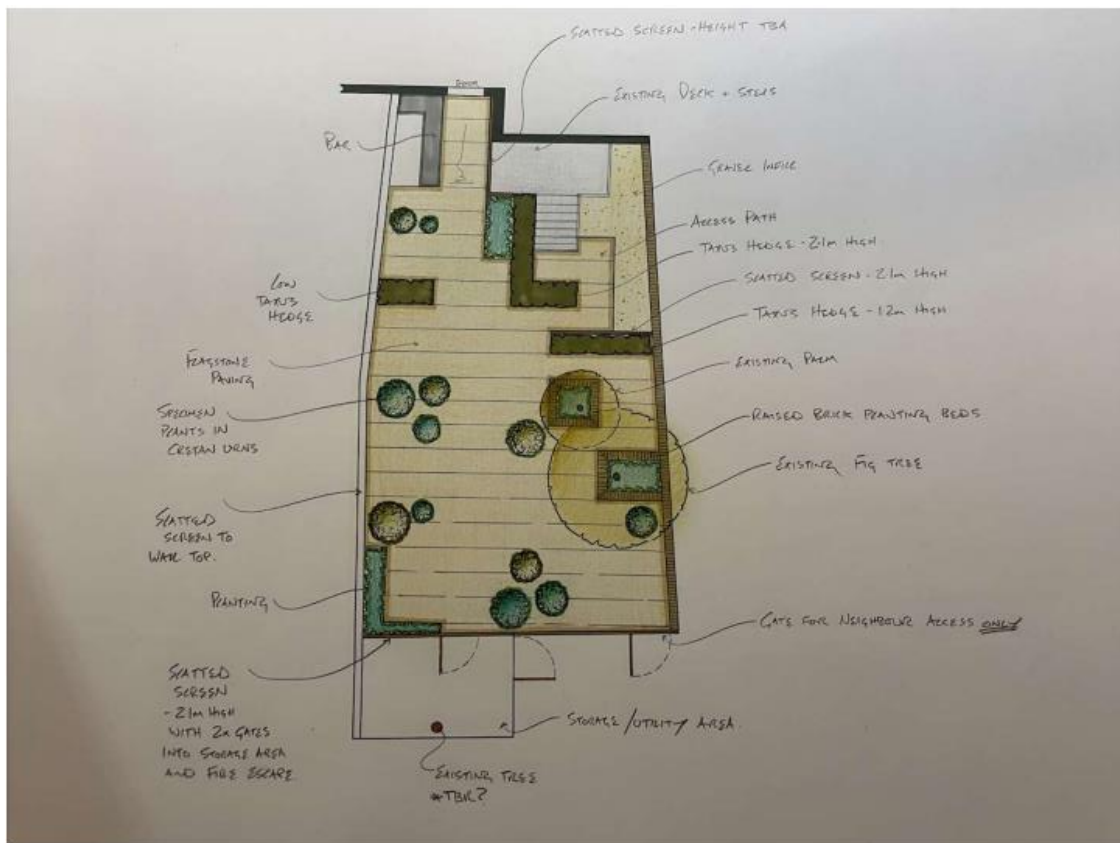 SLATTED SCREEN - HEIGHT TBA
EXISTING DECK + STEPS
DOOR
BAR
GRAVEL INFILL
ACCESS PATH
TAXUS HEDGE - 2.1m HIGH
SLATTED SCREEN - 2.1m HIGH
TAXUS HEDGE - 1.2m HIGH
LOW
TAXUS
HEDGE
FLAGSTONE
PAVING
EXISTING PALM
SPECIMEN
PLANTS IN
CRETAN URNS
RAISED BRICK PLANTING BEDS
EXISTING FIG TREE
SLATTED
SCREEN TO
WALL TOP.
PLANTING
GATE FOR NEIGHBOUR ACCESS ONLY
SLATTED
SCREEN
- 2.1m HIGH
WITH 2x GATES
INTO STORAGE AREA
AND FIRE ESCAPE
STORAGE/UTILITY AREA
EXISTING TREE
TBR?